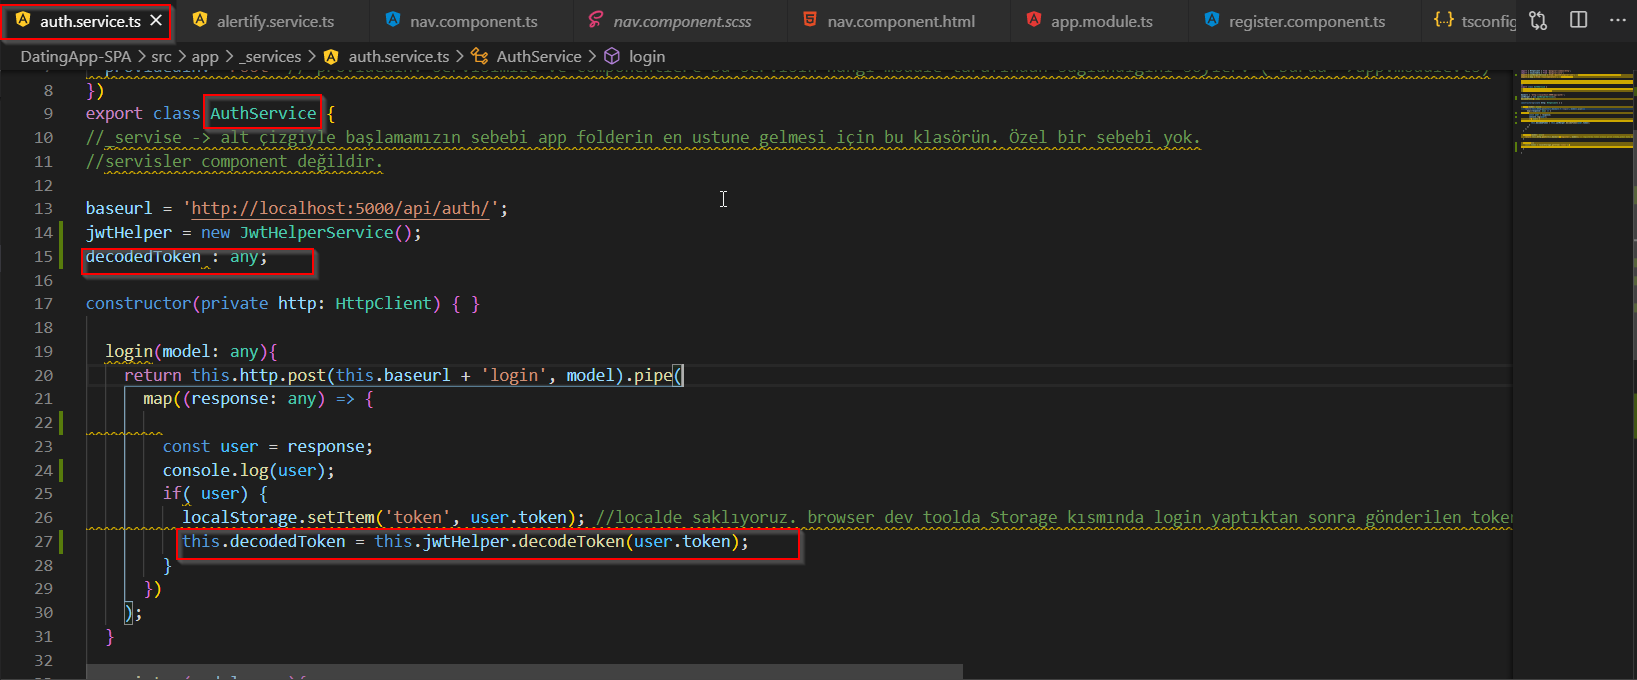 auth.service.ts alertify.service.ts nav.component.ts nav.component.scss nav.component.html app.module.ts register.component.ts tsconfig
DatingApp-SPA > src > app > _services > auth.service.ts > AuthService > login
8 })
9 export class AuthService {
10 //_servise -> alt çizgiyle başlamamızın sebebi app folderin en ustune gelmesi için bu klasörün. Özel bir sebebi yok.
11 //servisler component değildir.
12
13 baseurl = 'http://localhost:5000/api/auth/';
14 jwtHelper = new JwtHelperService();
15 decodedToken : any;
16
17 constructor(private http: HttpClient) { }
18
19 login(model: any){
20 return this.http.post(this.baseurl + 'login', model).pipe(
21 map((response: any) => {
22
23 const user = response;
24 console.log(user);
25 if( user) {
26 localStorage.setItem('token', user.token); //localde saklıyoruz. browser dev toolda Storage kısmında login yaptıktan sonra gönderilen token
27 this.decodedToken = this.jwtHelper.decodeToken(user.token);
28 }
29 })
30 );
31 }
32